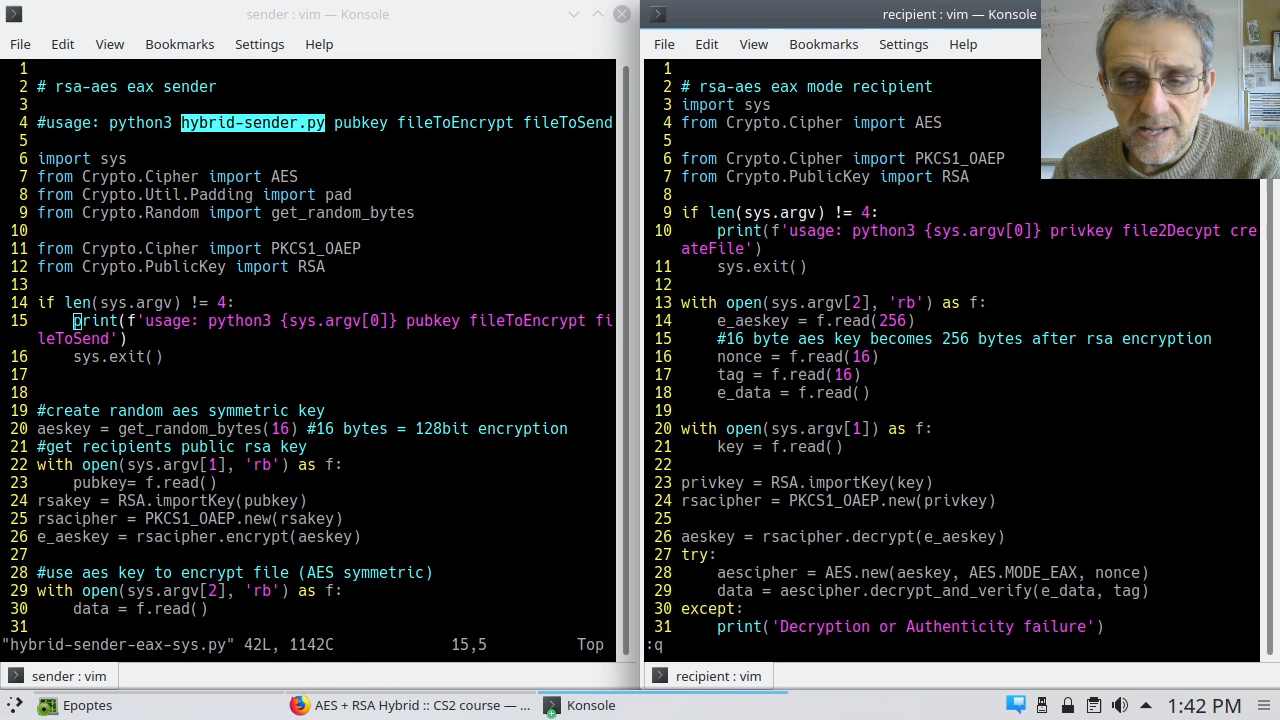 sender : vim — Konsole
File Edit View Bookmarks Settings Help
1
2 # rsa-aes eax sender
3
4 #usage: python3 hybrid-sender.py pubkey fileToEncrypt fileToSend
5
6 import sys
7 from Crypto.Cipher import AES
8 from Crypto.Util.Padding import pad
9 from Crypto.Random import get_random_bytes
10
11 from Crypto.Cipher import PKCS1_OAEP
12 from Crypto.PublicKey import RSA
13
14 if len(sys.argv) != 4:
15     print(f'usage: python3 {sys.argv[0]} pubkey fileToEncrypt fi
leToSend')
16     sys.exit()
17
18
19 #create random aes symmetric key
20 aeskey = get_random_bytes(16) #16 bytes = 128bit encryption
21 #get recipients public rsa key
22 with open(sys.argv[1], 'rb') as f:
23     pubkey= f.read()
24 rsakey = RSA.importKey(pubkey)
25 rsacipher = PKCS1_OAEP.new(rsakey)
26 e_aeskey = rsacipher.encrypt(aeskey)
27
28 #use aes key to encrypt file (AES symmetric)
29 with open(sys.argv[2], 'rb') as f:
30     data = f.read()
31
"hybrid-sender-eax-sys.py" 42L, 1142C 15,5 Top
sender : vim
recipient : vim — Konsole
File Edit View Bookmarks Settings Help
1
2 # rsa-aes eax mode recipient
3 import sys
4 from Crypto.Cipher import AES
5
6 from Crypto.Cipher import PKCS1_OAEP
7 from Crypto.PublicKey import RSA
8
9 if len(sys.argv) != 4:
10     print(f'usage: python3 {sys.argv[0]} privkey file2Decypt cre
ateFile')
11     sys.exit()
12
13 with open(sys.argv[2], 'rb') as f:
14     e_aeskey = f.read(256)
15     #16 byte aes key becomes 256 bytes after rsa encryption
16     nonce = f.read(16)
17     tag = f.read(16)
18     e_data = f.read()
19
20 with open(sys.argv[1]) as f:
21     key = f.read()
22
23 privkey = RSA.importKey(key)
24 rsacipher = PKCS1_OAEP.new(privkey)
25
26 aeskey = rsacipher.decrypt(e_aeskey)
27 try:
28     aescipher = AES.new(aeskey, AES.MODE_EAX, nonce)
29     data = aescipher.decrypt_and_verify(e_data, tag)
30 except:
31     print('Decryption or Authenticity failure')
:q
recipient : vim
Epoptes
AES + RSA Hybrid :: CS2 course — ...
Konsole
1:42 PM